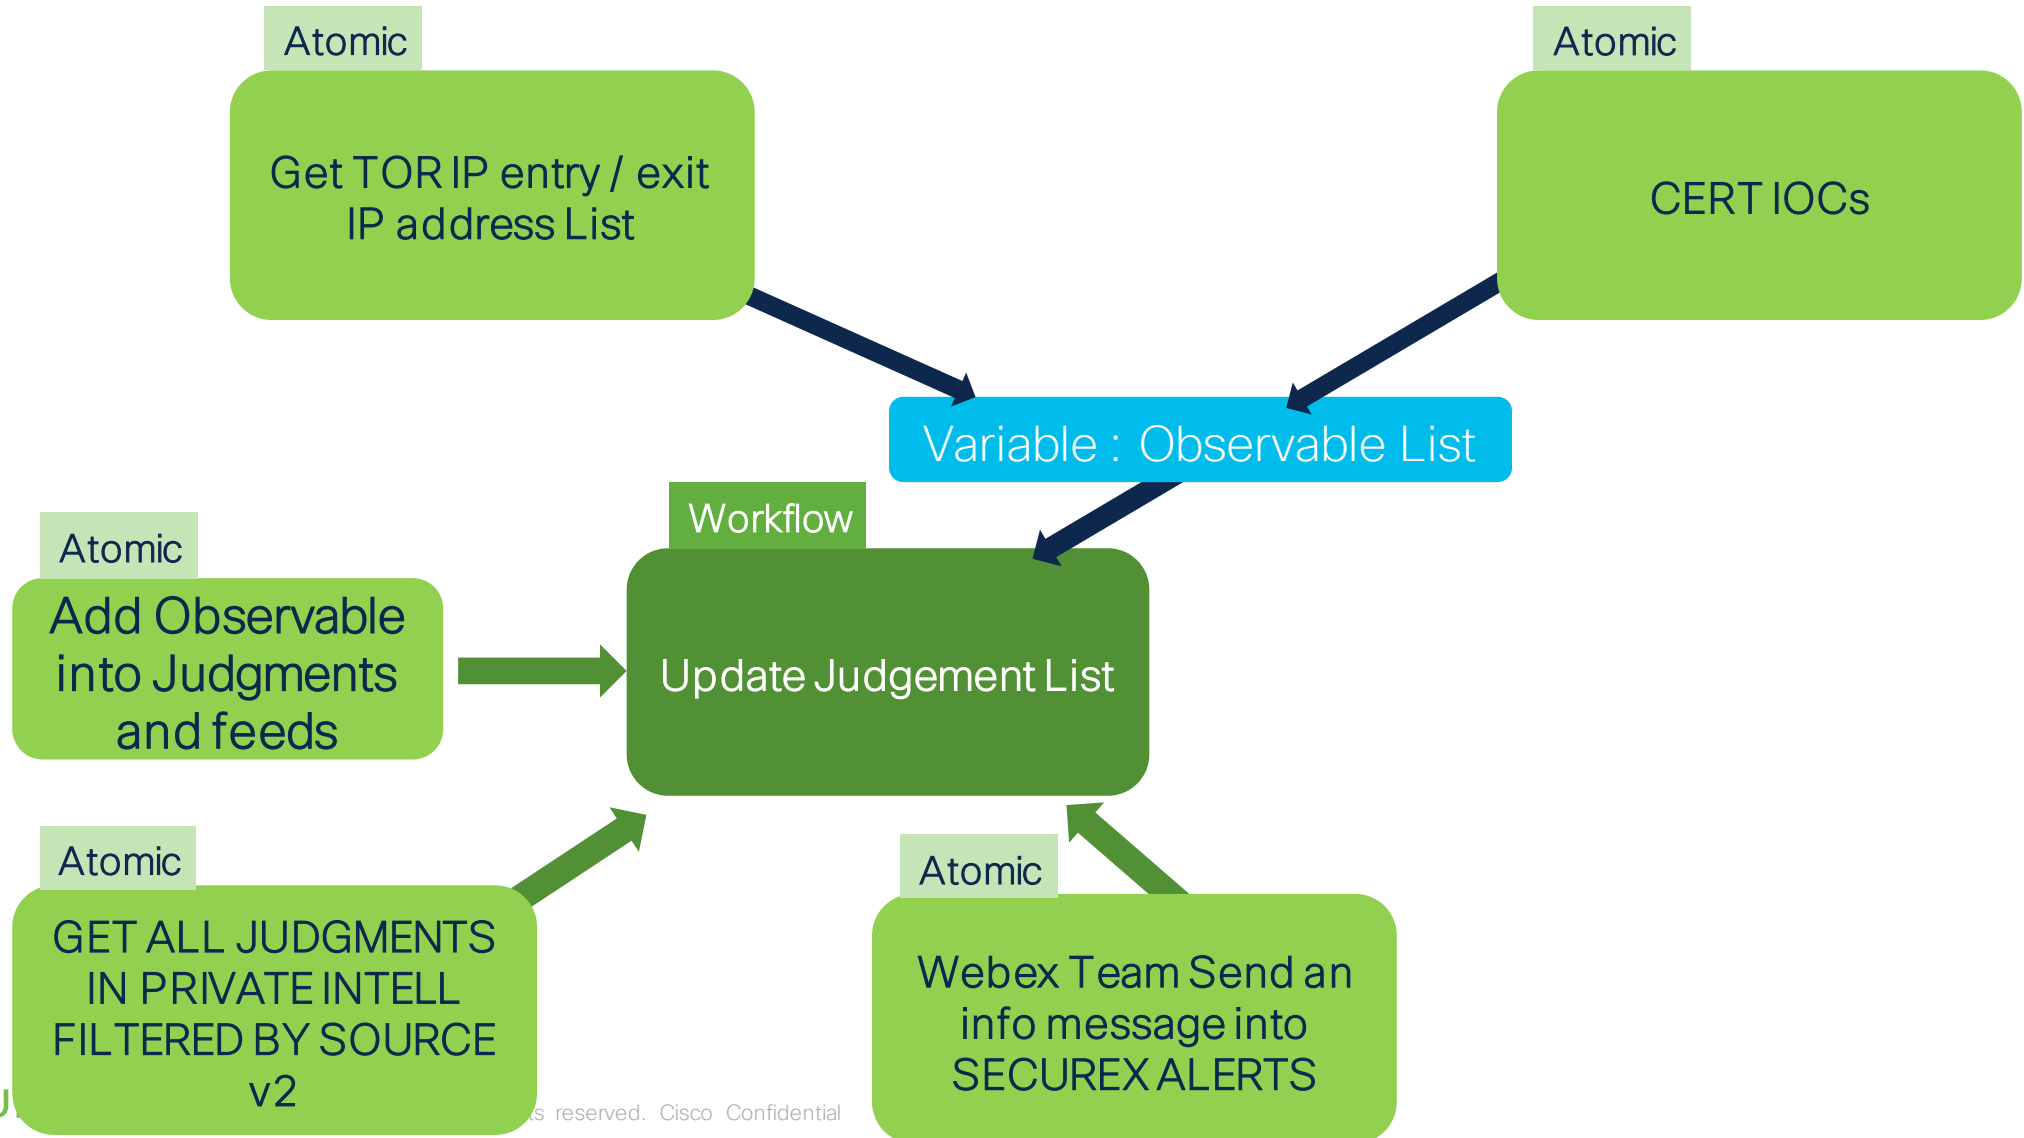 Atomic
Get TOR IP entry / exit
IP address List
Atomic
CERT IOCs
Variable : Observable List
Workflow
Update Judgement List
Atomic
Add Observable
into Judgments
and feeds
Atomic
GET ALL JUDGMENTS
IN PRIVATE INTELL
FILTERED BY SOURCE
v2
Atomic
Webex Team Send an
info message into
SECUREX ALERTS
reserved. Cisco Confidential